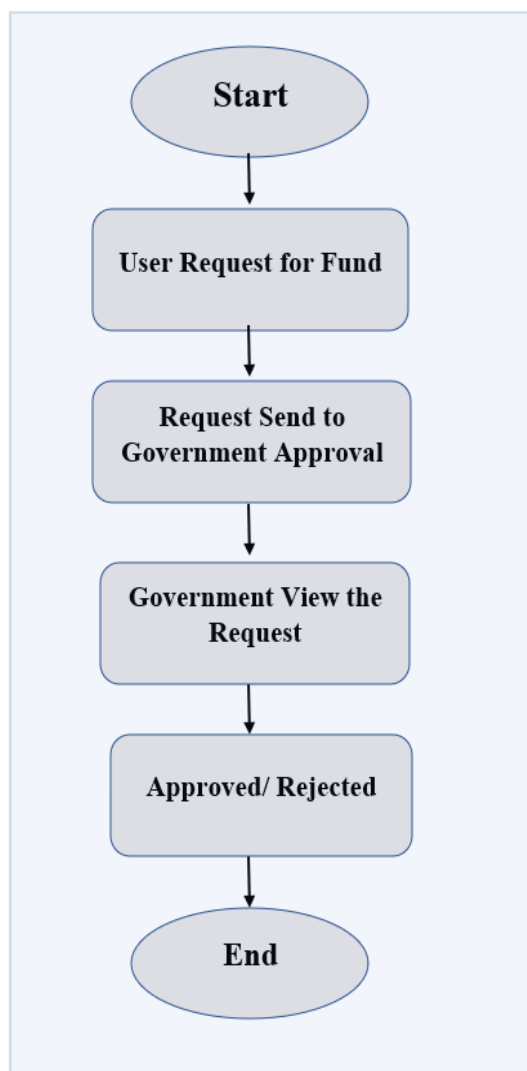 Start
User Request for Fund
Request Send to
Government Approval
Government View the
Request
Approved/ Rejected
End